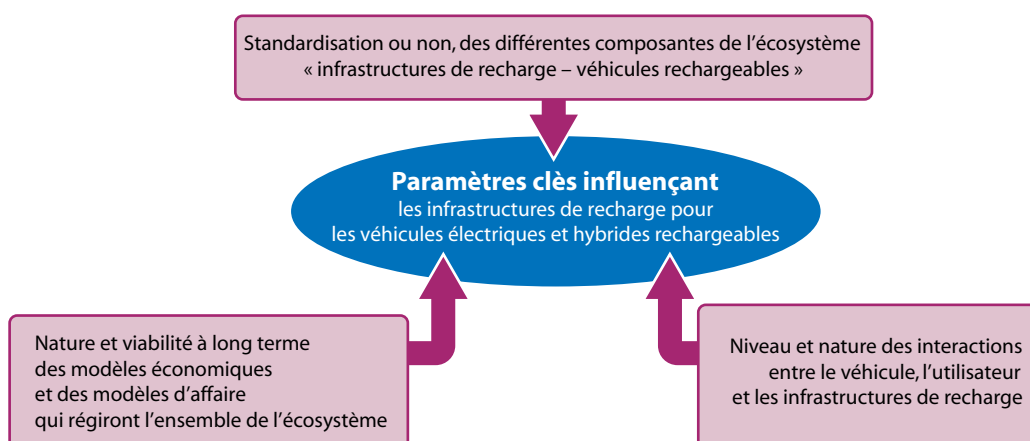 Standardisation ou non, des différentes composantes de l'écosystème
« infrastructures de recharge – véhicules rechargeables »
Paramètres clès influençant
les infrastructures de recharge pour
les véhicules électriques et hybrides rechargeables
Nature et viabilité à long terme
des modèles économiques
et des modèles d'affaire
qui régiront l'ensemble de l'écosystème
Niveau et nature des interactions
entre le véhicule, l'utilisateur
et les infrastructures de recharge